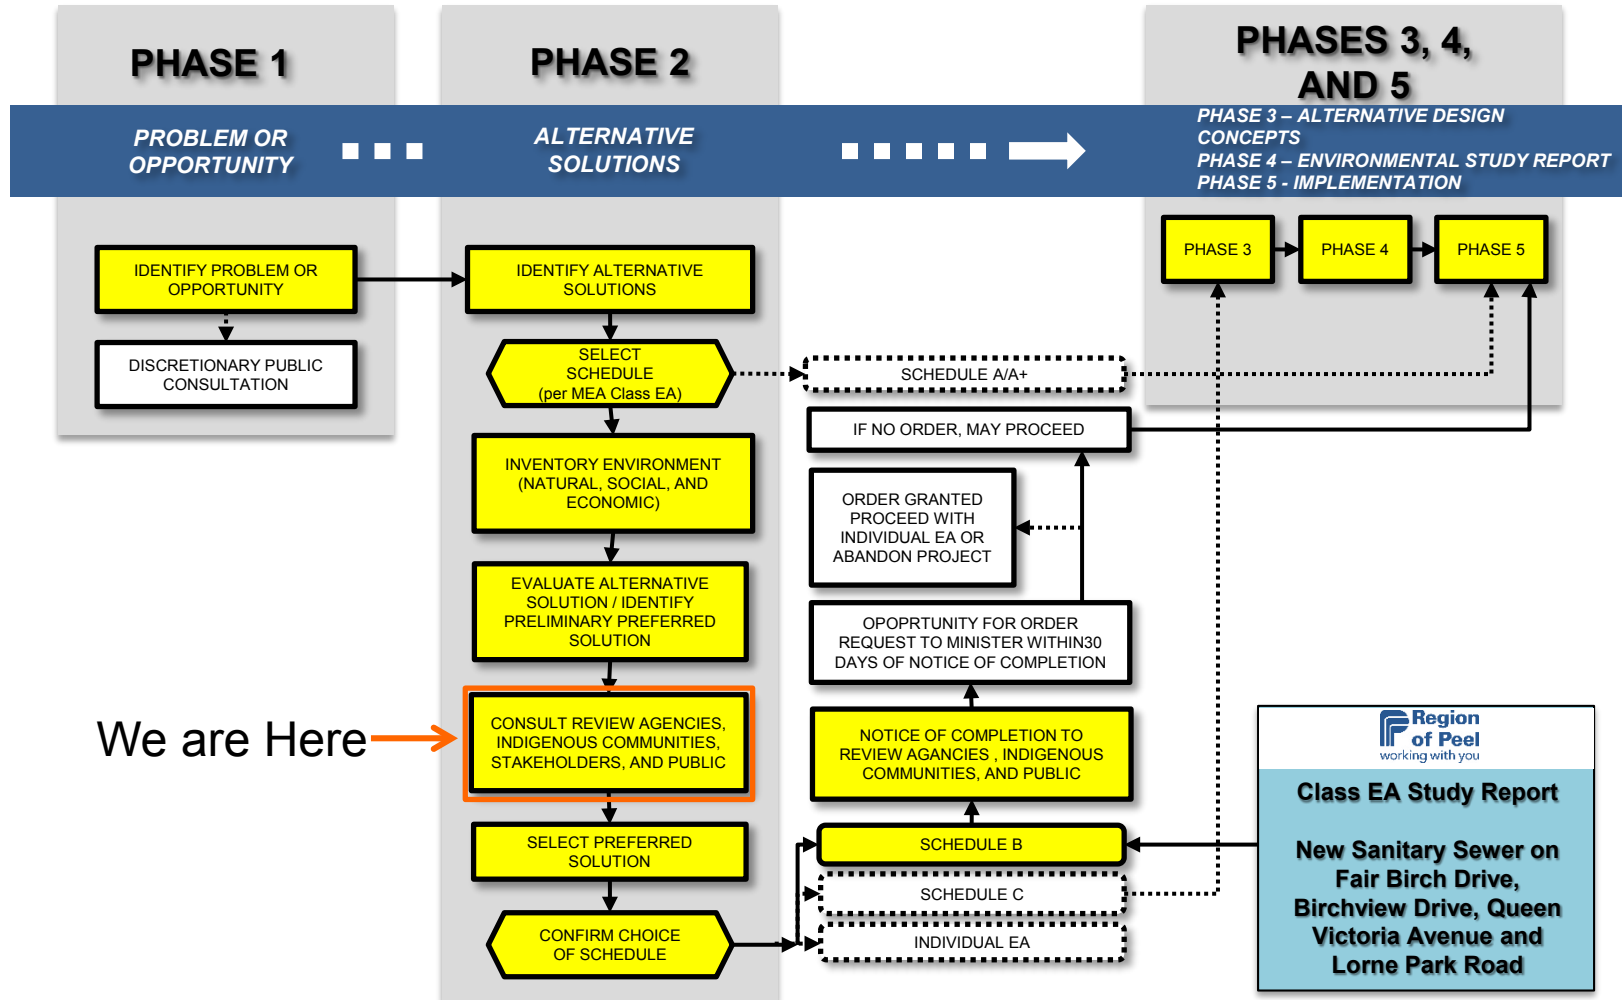 PHASE 1
PHASE 2
PHASES 3, 4,
AND 5
PROBLEM OR
OPPORTUNITY
ALTERNATIVE
SOLUTIONS
PHASE 3 – ALTERNATIVE DESIGN
CONCEPTS
PHASE 4 – ENVIRONMENTAL STUDY REPORT
PHASE 5 - IMPLEMENTATION
IDENTIFY PROBLEM OR
OPPORTUNITY
DISCRETIONARY PUBLIC
CONSULTATION
IDENTIFY ALTERNATIVE
SOLUTIONS
SELECT
SCHEDULE
(per MEA Class EA)
INVENTORY ENVIRONMENT
(NATURAL, SOCIAL, AND
ECONOMIC)
EVALUATE ALTERNATIVE
SOLUTION / IDENTIFY
PRELIMINARY PREFERRED
SOLUTION
We are Here
CONSULT REVIEW AGENCIES,
INDIGENOUS COMMUNITIES,
STAKEHOLDERS, AND PUBLIC
SELECT PREFERRED
SOLUTION
CONFIRM CHOICE
OF SCHEDULE
SCHEDULE A/A+
IF NO ORDER, MAY PROCEED
ORDER GRANTED
PROCEED WITH
INDIVIDUAL EA OR
ABANDON PROJECT
OPOPRTUNITY FOR ORDER
REQUEST TO MINISTER WITHIN30
DAYS OF NOTICE OF COMPLETION
NOTICE OF COMPLETION TO
REVIEW AGANCIES , INDIGENOUS
COMMUNITIES, AND PUBLIC
SCHEDULE B
SCHEDULE C
INDIVIDUAL EA
PHASE 3
PHASE 4
PHASE 5
Region
of Peel
working with you
Class EA Study Report
New Sanitary Sewer on
Fair Birch Drive,
Birchview Drive, Queen
Victoria Avenue and
Lorne Park Road